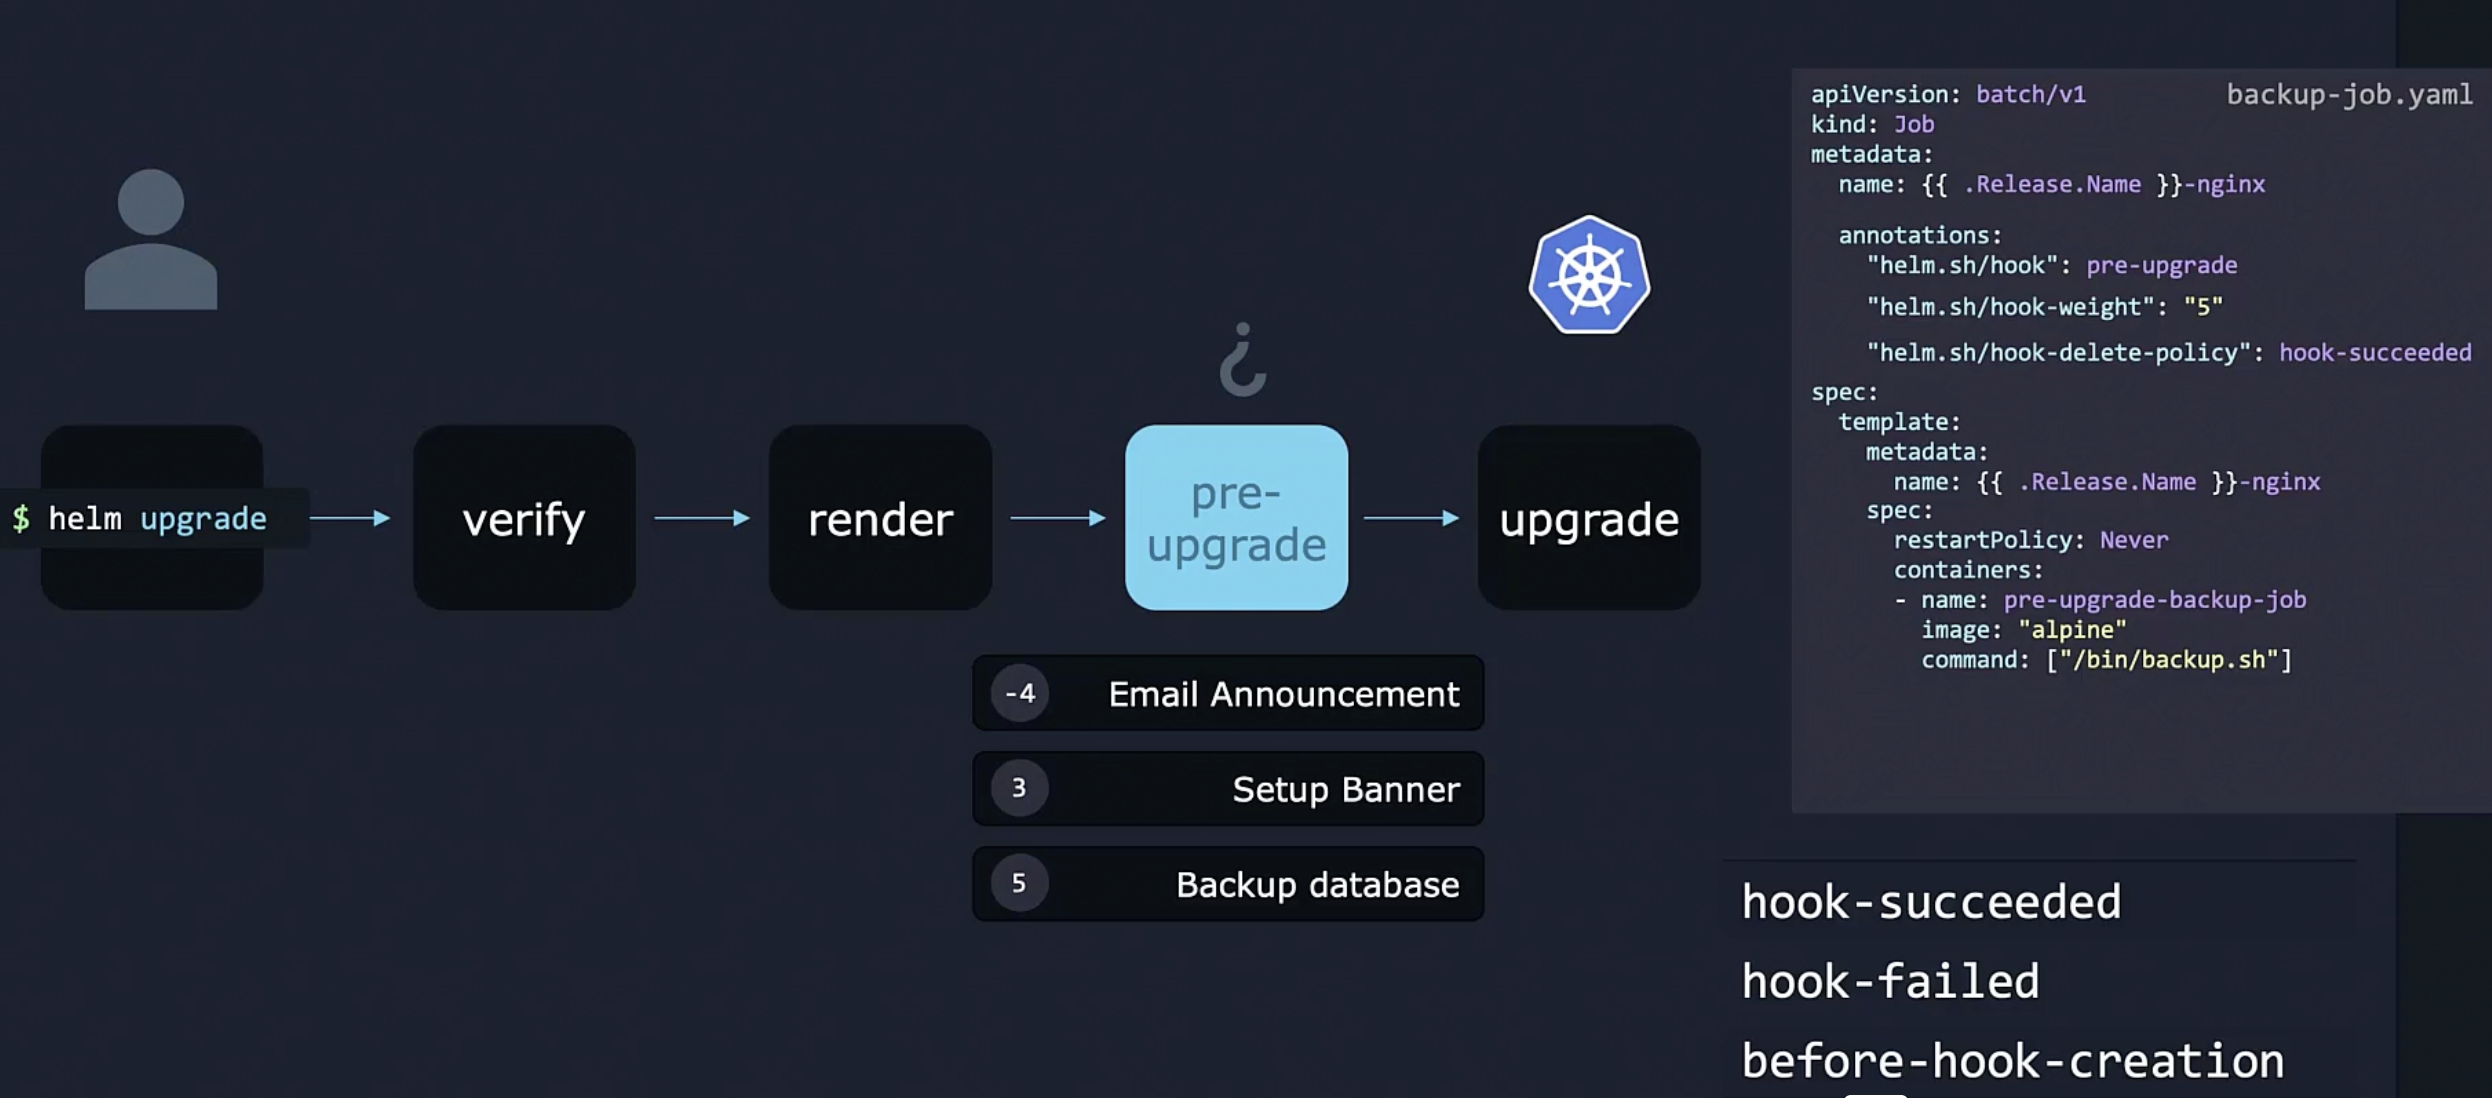 $ helm upgrade
verify
render
pre-
upgrade
upgrade
-4 Email Announcement
3 Setup Banner
5 Backup database
backup-job.yaml
apiVersion: batch/v1
kind: Job
metadata:
  name: {{ .Release.Name }}-nginx
  annotations:
    "helm.sh/hook": pre-upgrade
    "helm.sh/hook-weight": "5"
    "helm.sh/hook-delete-policy": hook-succeeded
spec:
  template:
    metadata:
      name: {{ .Release.Name }}-nginx
    spec:
      restartPolicy: Never
      containers:
      - name: pre-upgrade-backup-job
        image: "alpine"
        command: ["/bin/backup.sh"]
hook-succeeded
hook-failed
before-hook-creation